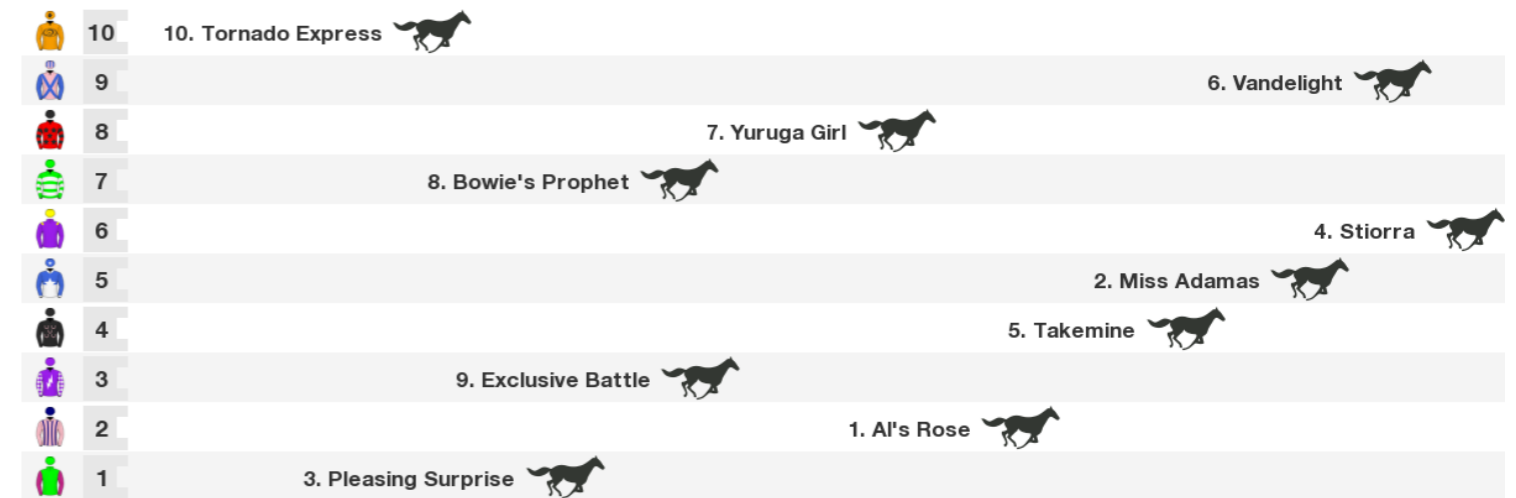 10 10. Tornado Express
9 6. Vandelight
8 7. Yuruga Girl
7 8. Bowie's Prophet
6 4. Stiorra
5 2. Miss Adamas
4 5. Takemine
3 9. Exclusive Battle
2 1. Al's Rose
1 3. Pleasing Surprise